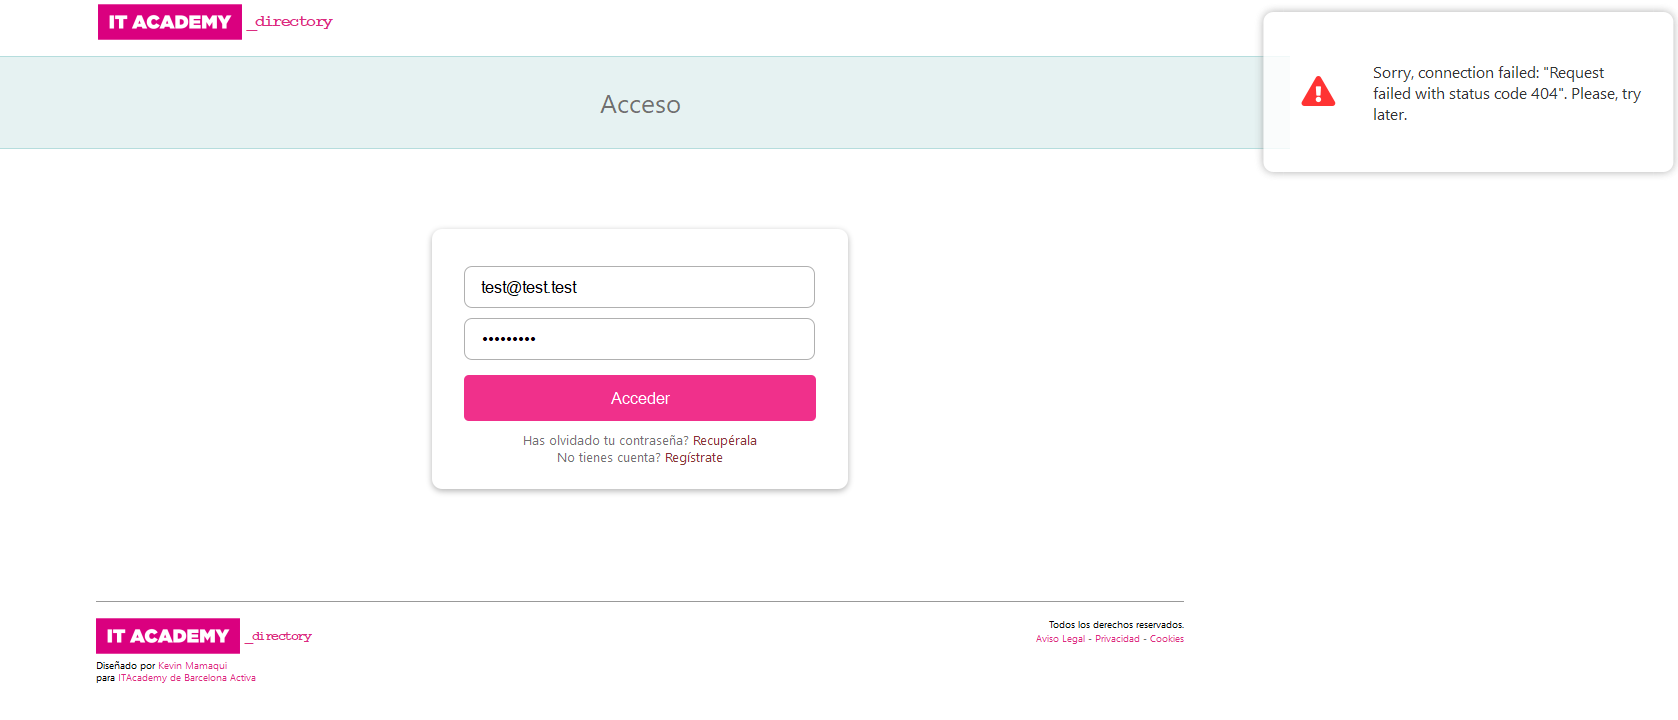 IT ACADEMY _directory
Acceso
Sorry, connection failed: "Request
failed with status code 404". Please, try
later.
test@test.test
•••••••••
Acceder
Has olvidado tu contraseña? Recupérala
No tienes cuenta? Regístrate
IT ACADEMY _directory
Diseñado por Kevin Mamaqui
para ITAcademy de Barcelona Activa
Todos los derechos reservados.
Aviso Legal - Privacidad - Cookies